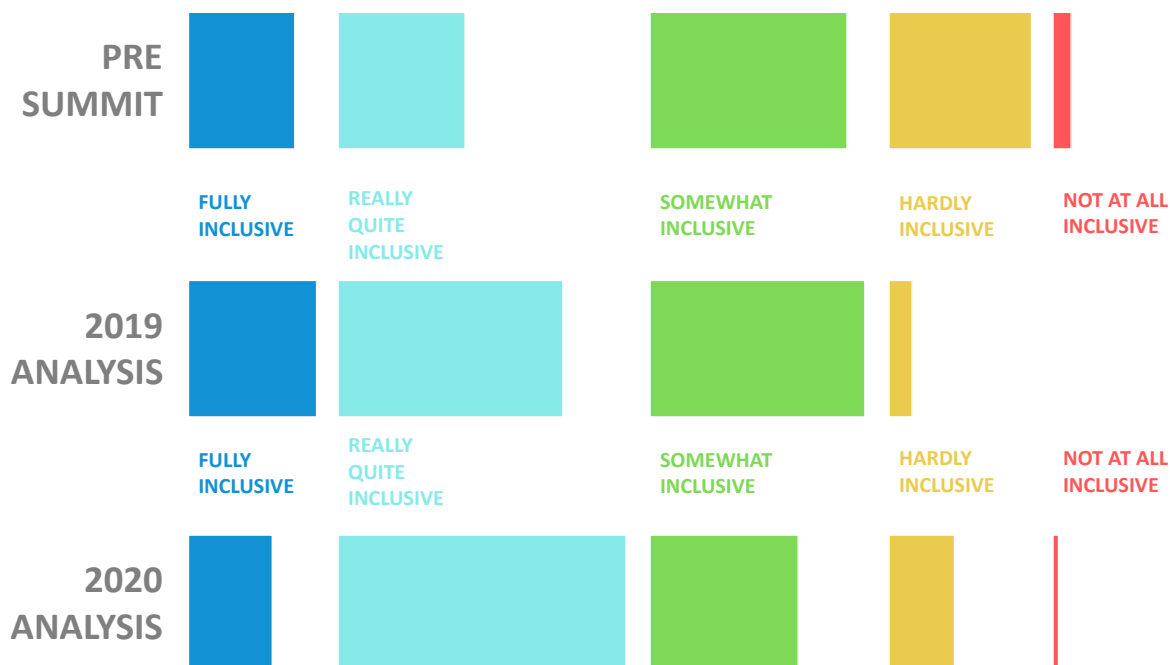 PRE
SUMMIT
FULLY
INCLUSIVE
REALLY
QUITE
INCLUSIVE
SOMEWHAT
INCLUSIVE
HARDLY
INCLUSIVE
NOT AT ALL
INCLUSIVE
2019
ANALYSIS
FULLY
INCLUSIVE
REALLY
QUITE
INCLUSIVE
SOMEWHAT
INCLUSIVE
HARDLY
INCLUSIVE
NOT AT ALL
INCLUSIVE
2020
ANALYSIS